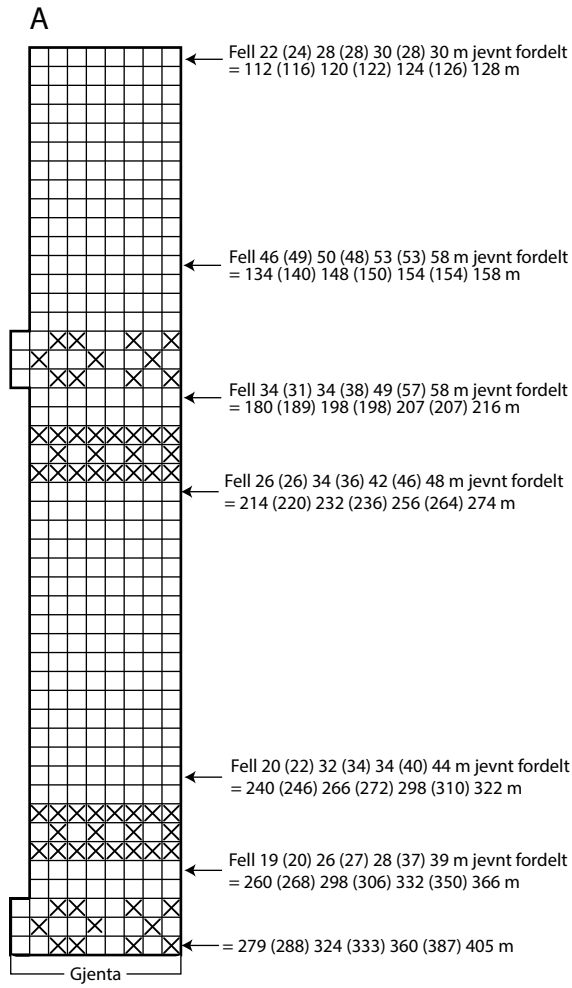 A
Fell 22 (24) 28 (28) 30 (28) 30 m jevnt fordelt
= 112 (116) 120 (122) 124 (126) 128 m
Fell 46 (49) 50 (48) 53 (53) 58 m jevnt fordelt
= 134 (140) 148 (150) 154 (154) 158 m
Fell 34 (31) 34 (38) 49 (57) 58 m jevnt fordelt
= 180 (189) 198 (198) 207 (207) 216 m
Fell 26 (26) 34 (36) 42 (46) 48 m jevnt fordelt
= 214 (220) 232 (236) 256 (264) 274 m
Fell 20 (22) 32 (34) 34 (40) 44 m jevnt fordelt
= 240 (246) 266 (272) 298 (310) 322 m
Fell 19 (20) 26 (27) 28 (37) 39 m jevnt fordelt
= 260 (268) 298 (306) 332 (350) 366 m
= 279 (288) 324 (333) 360 (387) 405 m
Gjenta